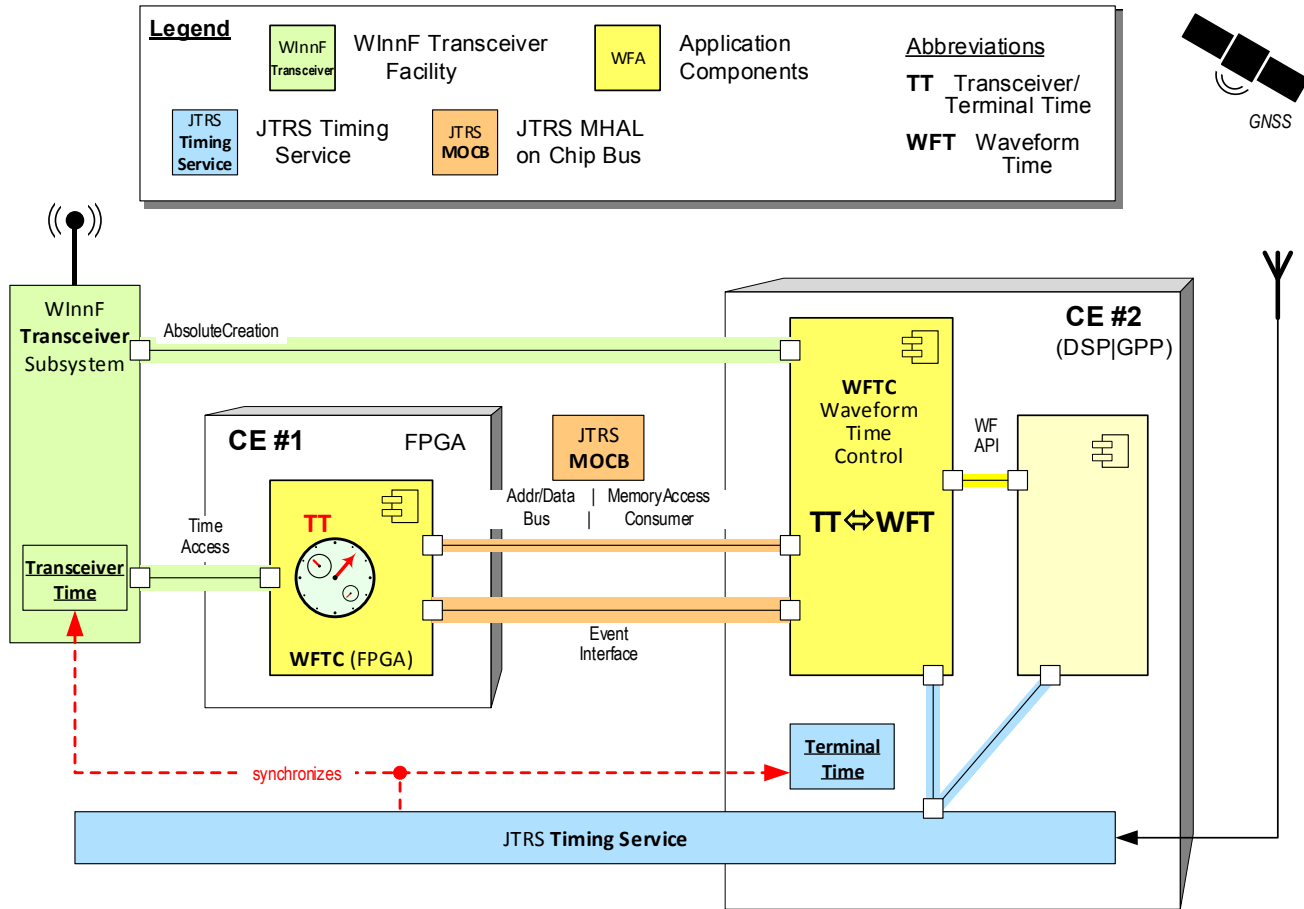 Legend
WInnF
Transceiver
WInnF Transceiver
Facility
WFA
Application
Components
Abbreviations
TT Transceiver/
Terminal Time
WFT Waveform
Time
JTRS
Timing
Service
JTRS Timing
Service
JTRS
MOCB
JTRS MHAL
on Chip Bus
GNSS
WInnF
Transceiver
Subsystem
AbsoluteCreation
CE #2
(DSP|GPP)
WFTC
Waveform
Time
Control
TT⇔WFT
WF
API
CE #1
FPGA
JTRS
MOCB
Addr/Data | MemoryAccess
Bus | Consumer
Time
Access
TT
WFTC (FPGA)
Transceiver
Time
Event
Interface
Terminal
Time
synchronizes
JTRS Timing Service